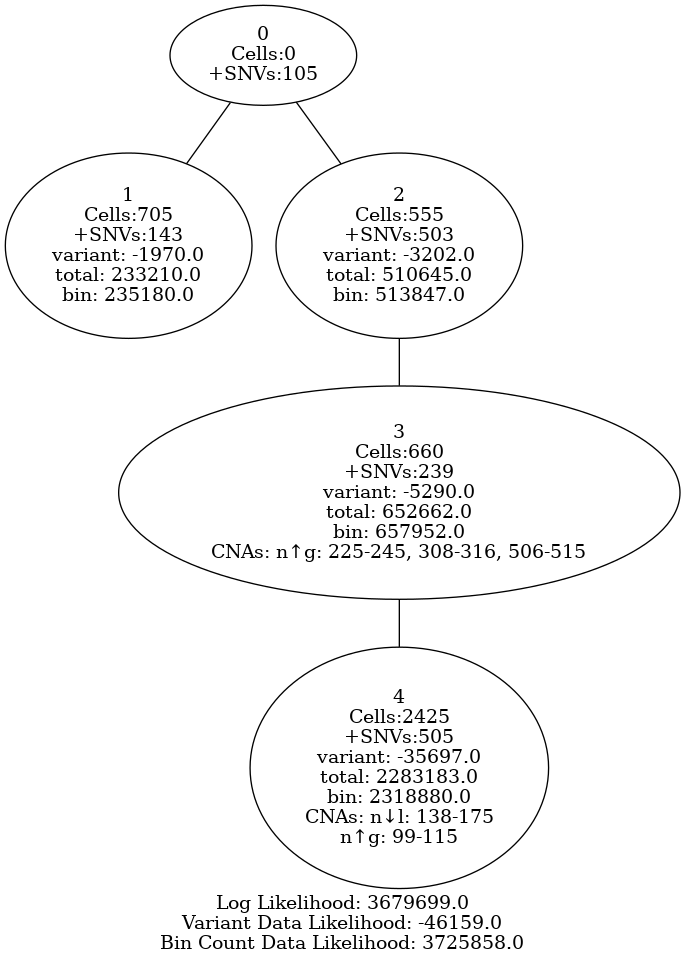 0
Cells:0
+SNVs:105
1
Cells:705
+SNVs:143
variant: -1970.0
total: 233210.0
bin: 235180.0
2
Cells:555
+SNVs:503
variant: -3202.0
total: 510645.0
bin: 513847.0
3
Cells:660
+SNVs:239
variant: -5290.0
total: 652662.0
bin: 657952.0
CNAs: n↑g: 225-245, 308-316, 506-515
4
Cells:2425
+SNVs:505
variant: -35697.0
total: 2283183.0
bin: 2318880.0
CNAs: n↓l: 138-175
n↑g: 99-115
Log Likelihood: 3679699.0
Variant Data Likelihood: -46159.0
Bin Count Data Likelihood: 3725858.0